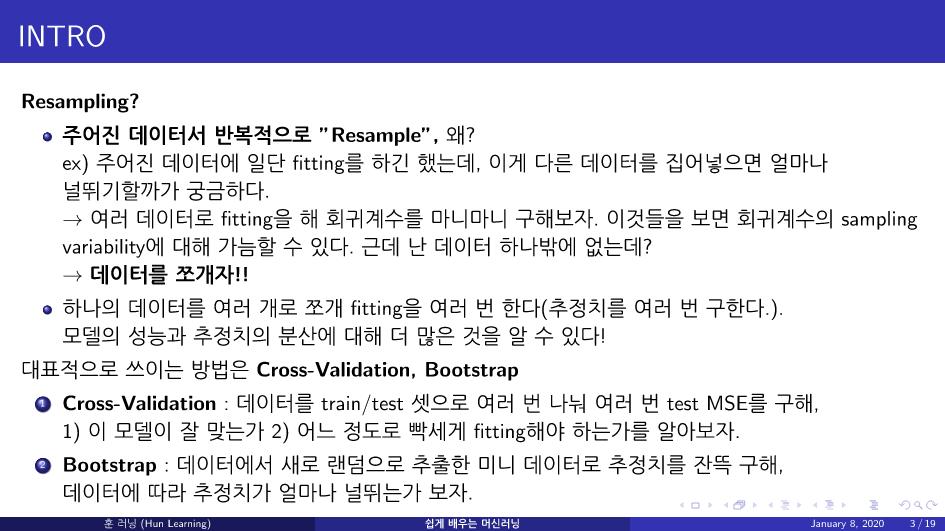 INTRO
Resampling?
주어진 데이터서 반복적으로 ”Resample”, 왜?
ex) 주어진 데이터에 일단 fitting를 하긴 했는데, 이게 다른 데이터를 집어넣으면 얼마나
널뛰기할까가 궁금하다.
→ 여러 데이터로 fitting을 해 회귀계수를 마니마니 구해보자. 이것들을 보면 회귀계수의 sampling
variability에 대해 가늠할 수 있다. 근데 난 데이터 하나밖에 없는데?
→ 데이터를 쪼개자!!
하나의 데이터를 여러 개로 쪼개 fitting을 여러 번 한다(추정치를 여러 번 구한다.).
모델의 성능과 추정치의 분산에 대해 더 많은 것을 알 수 있다!
대표적으로 쓰이는 방법은 Cross-Validation, Bootstrap
1 Cross-Validation : 데이터를 train/test 셋으로 여러 번 나눠 여러 번 test MSE를 구해,
1) 이 모델이 잘 맞는가 2) 어느 정도로 빡세게 fitting해야 하는가를 알아보자.
2 Bootstrap : 데이터에서 새로 랜덤으로 추출한 미니 데이터로 추정치를 잔뜩 구해,
데이터에 따라 추정치가 얼마나 널뛰는가 보자.
훈 러닝 (Hun Learning) 쉽게 배우는 머신러닝 January 8, 2020 3 / 19